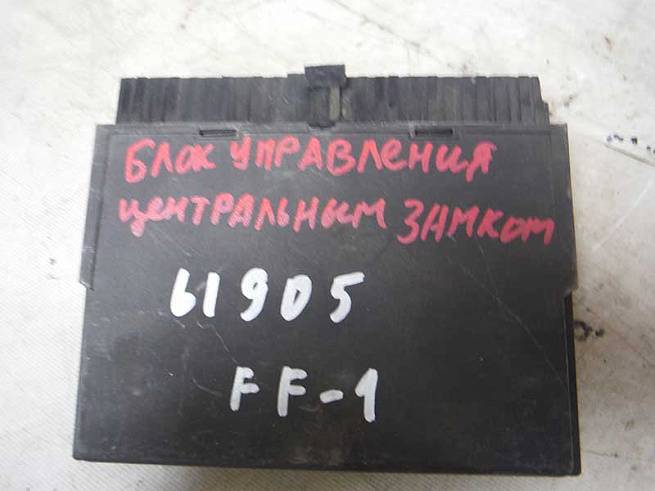 БЛОК УПРАВЛЕНИЯ
ЦЕНТРАЛЬНЫМ ЗАМКОМ
61905
FF-1